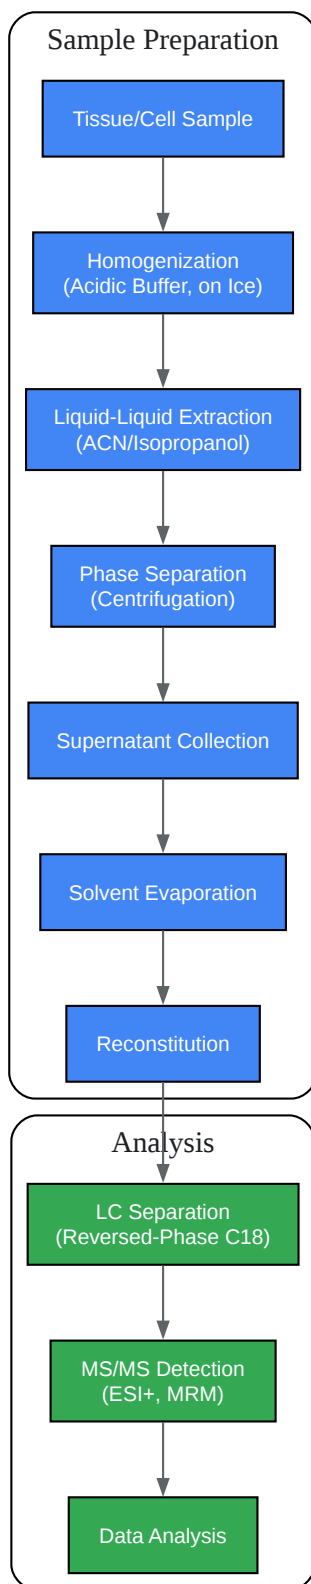 Sample Preparation
Tissue/Cell Sample
Homogenization
(Acidic Buffer, on Ice)
Liquid-Liquid Extraction
(ACN/Isopropanol)
Phase Separation
(Centrifugation)
Supernatant Collection
Solvent Evaporation
Reconstitution
Analysis
LC Separation
(Reversed-Phase C18)
MS/MS Detection
(ESI+, MRM)
Data Analysis